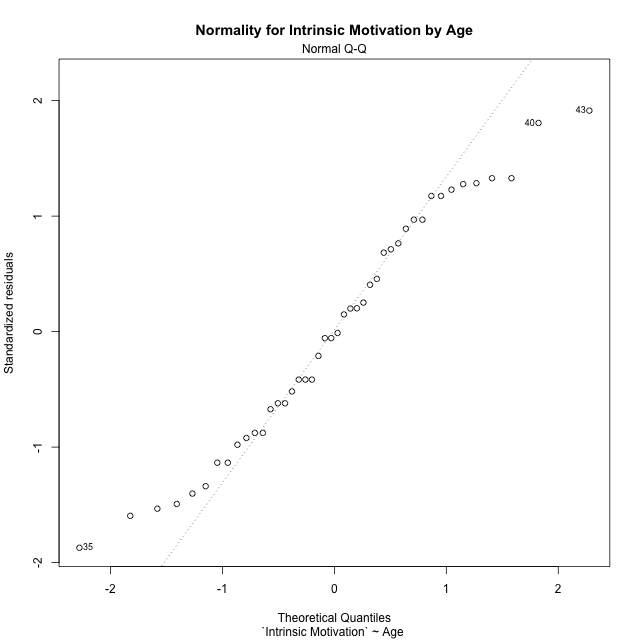 Normality for Intrinsic Motivation by Age
Normal Q-Q
2
1
0
-1
-2
Standardized residuals
40
43
35
-2
-1
0
1
2
Theoretical Quantiles
`Intrinsic Motivation` ~ Age